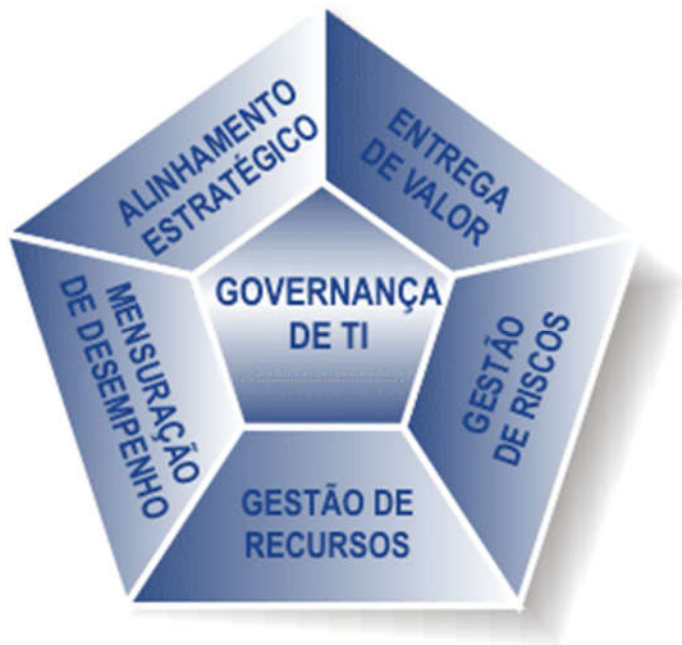 ALINHAMENTO
ESTRATÉGICO
ENTREGA
DE VALOR
GOVERNANÇA
DE TI
MENSURAÇÃO
DE DESEMPENHO
GESTÃO
DE RISCOS
GESTÃO DE
RECURSOS